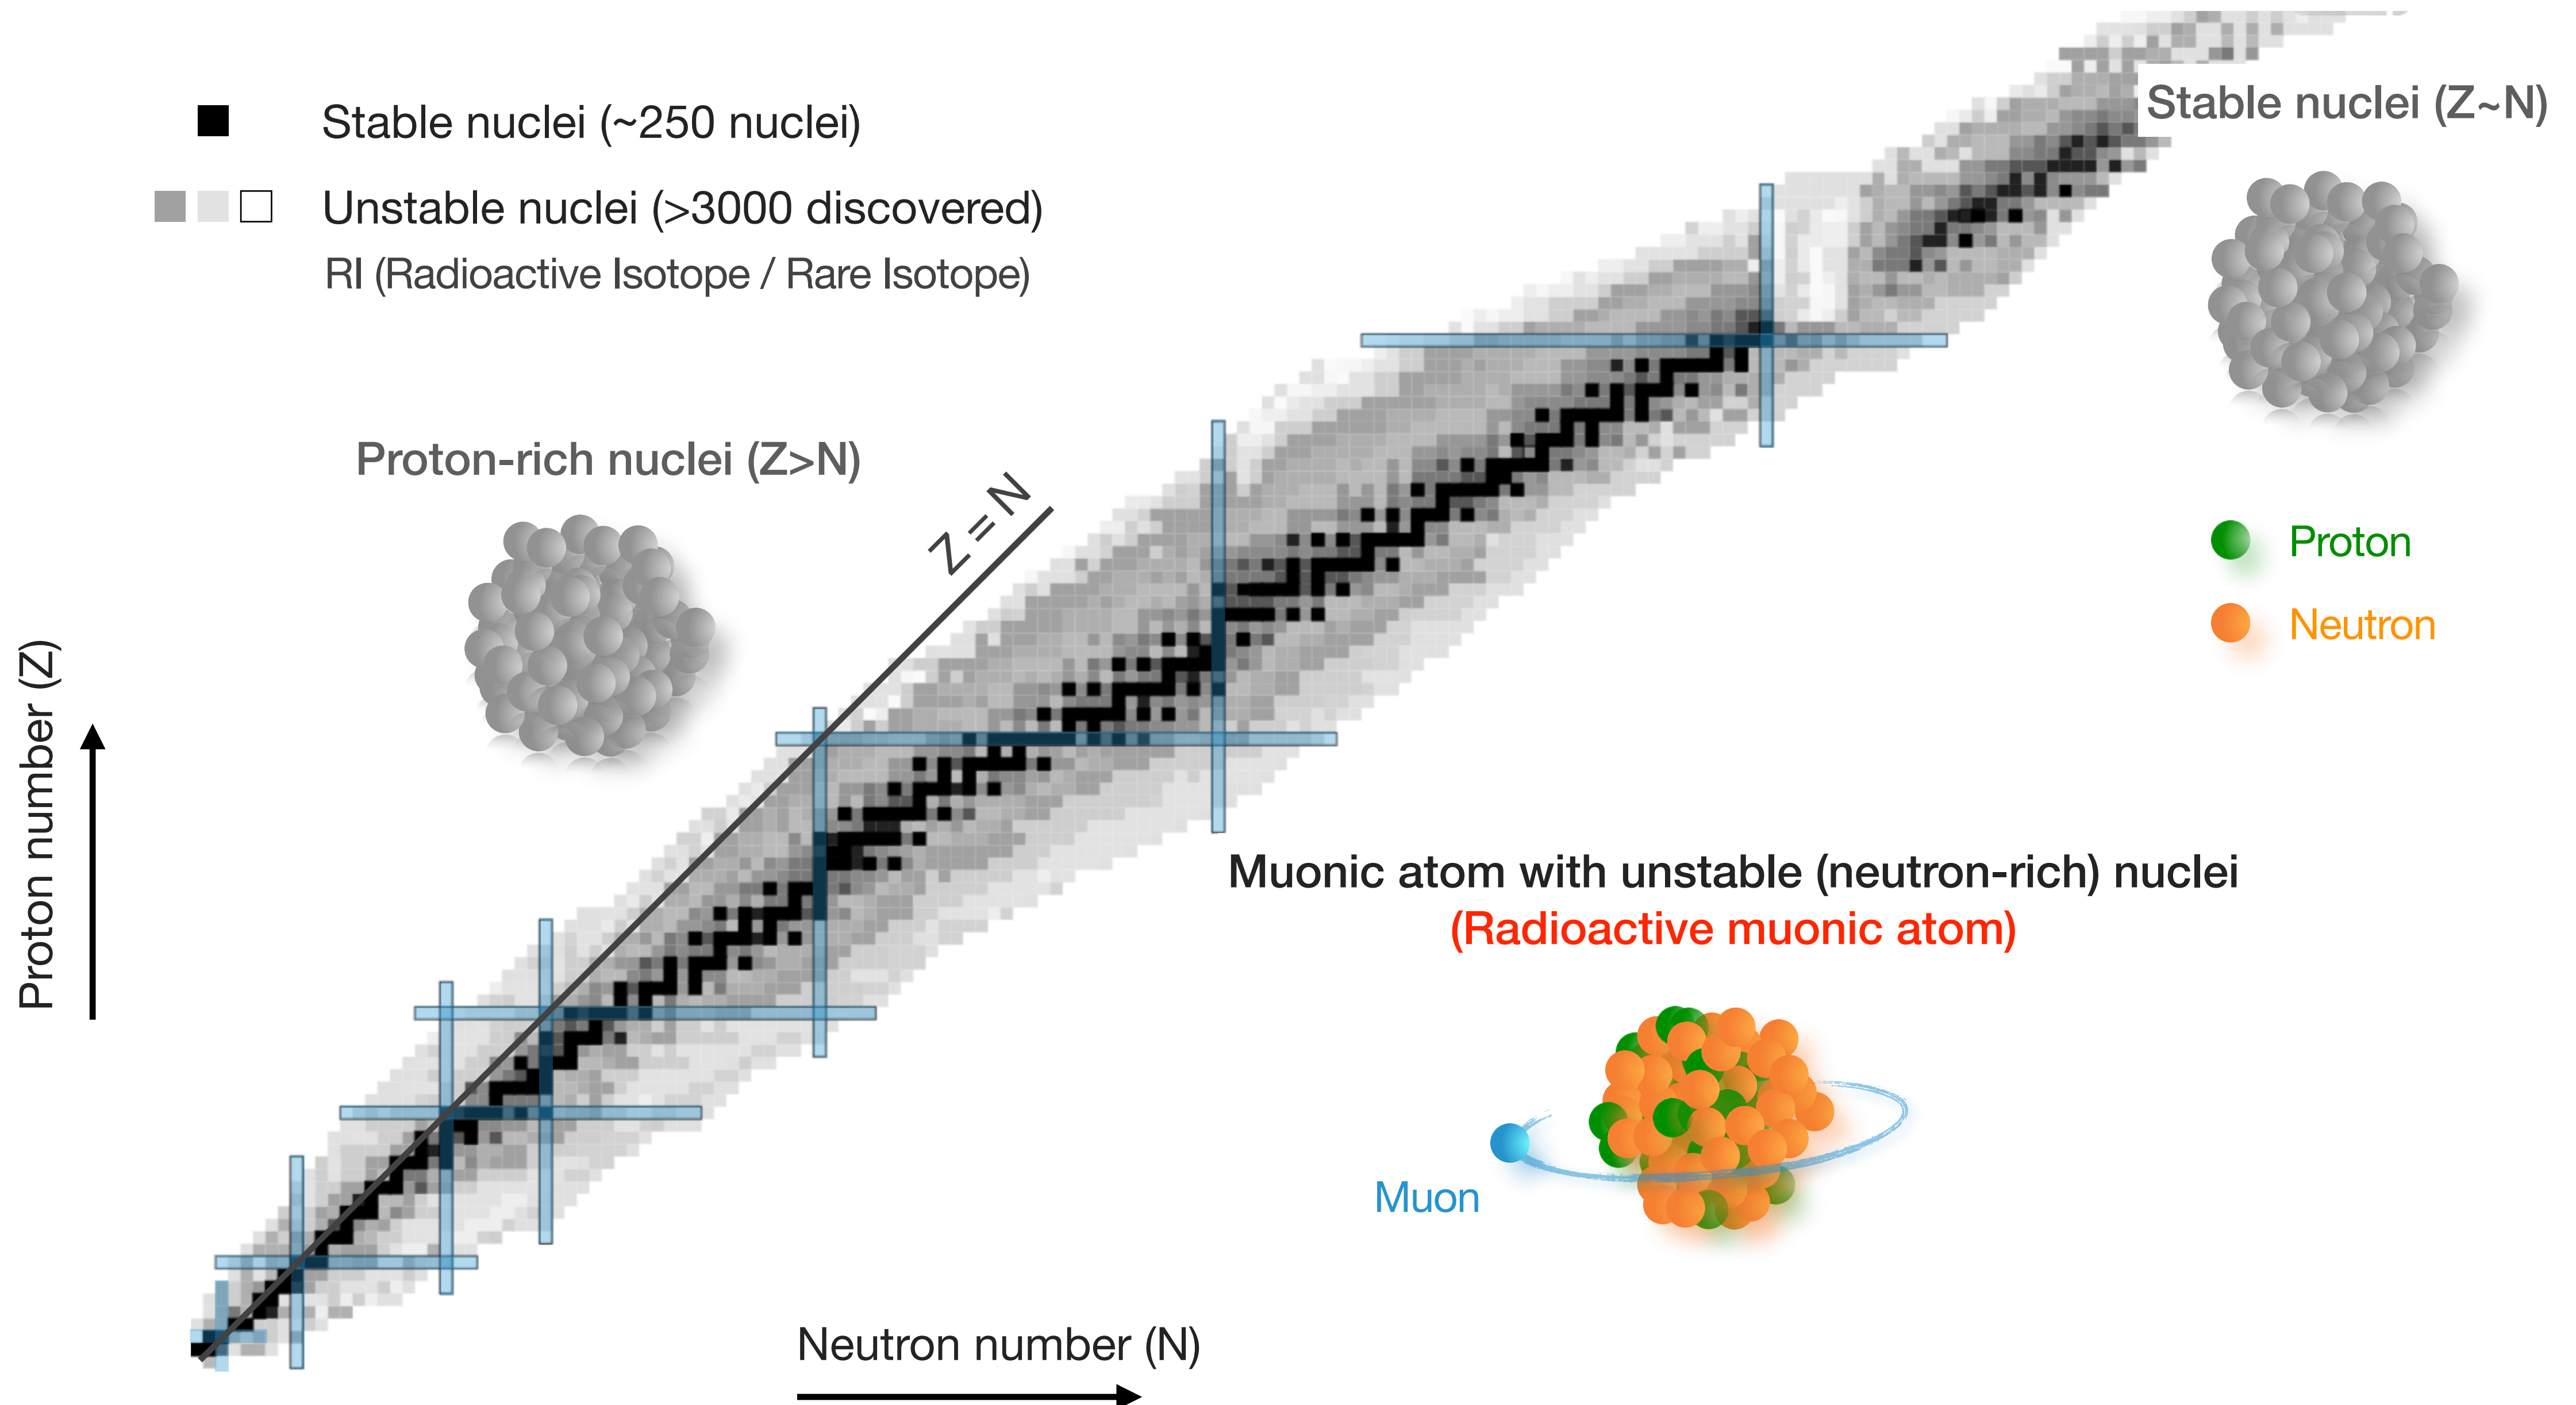 Stable nuclei (~250 nuclei)
Unstable nuclei (>3000 discovered)
RI (Radioactive Isotope / Rare Isotope)
Stable nuclei (Z~N)
Proton-rich nuclei (Z>N)
Z = N
Proton
Neutron
Proton number (Z)
Muonic atom with unstable (neutron-rich) nuclei
(Radioactive muonic atom)
Muon
Neutron number (N)